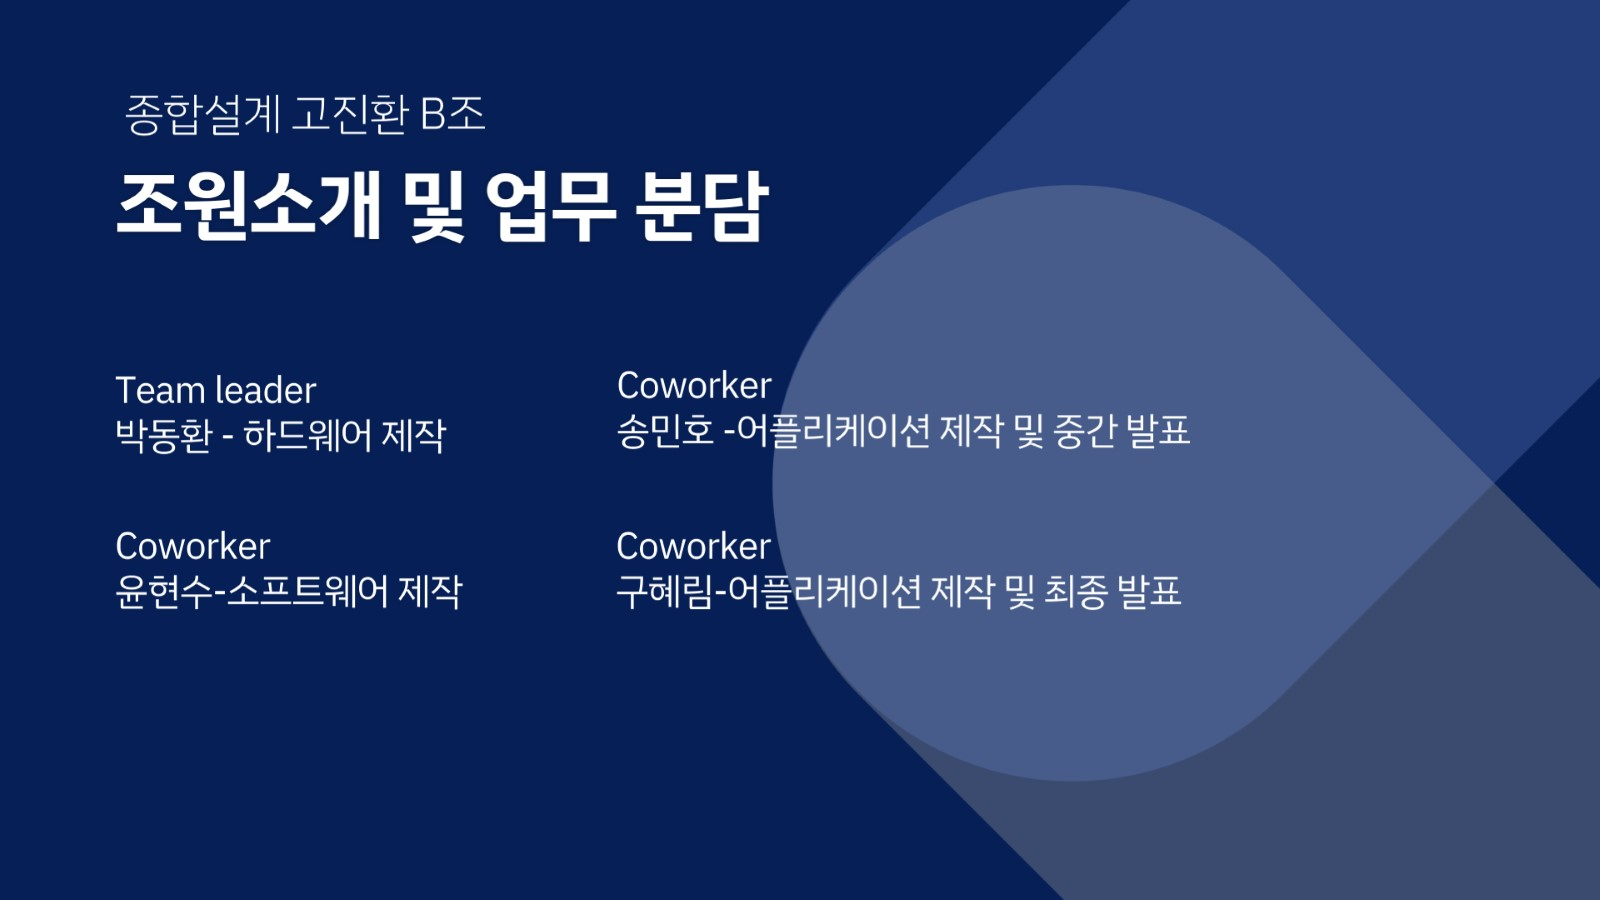 종합설계 고진환 B조
조원소개 및 업무 분담
Team leader
박동환 - 하드웨어 제작
Coworker
송민호 -어플리케이션 제작 및 중간 발표
Coworker
윤현수-소프트웨어 제작
Coworker
구혜림-어플리케이션 제작 및 최종 발표